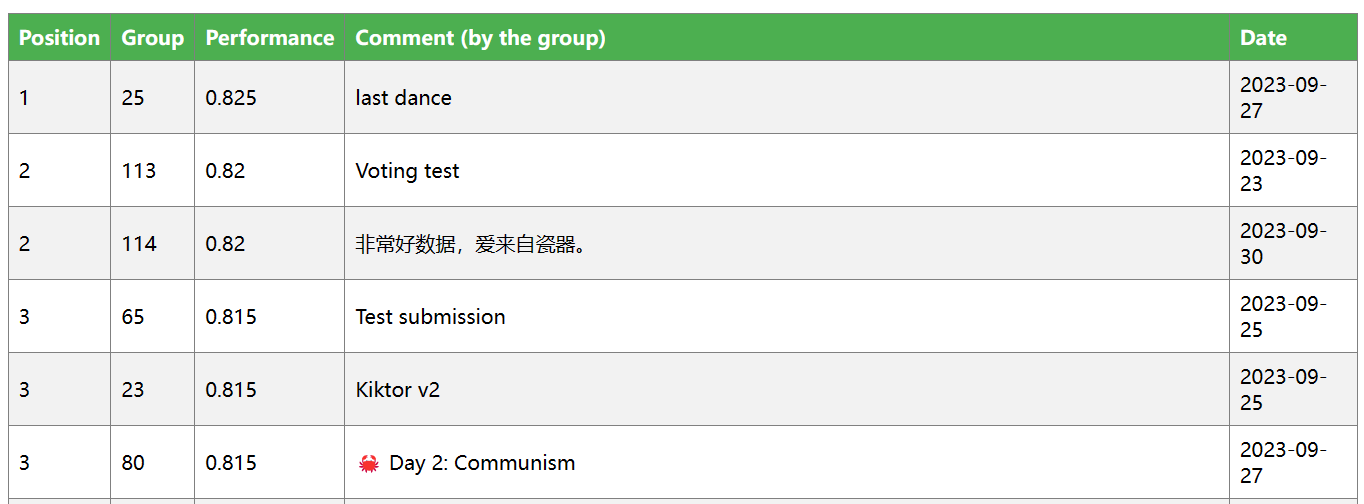 Position Group Performance Comment (by the group) Date
1 25 0.825 last dance 2023-09-
27
2 113 0.82 Voting test 2023-09-
23
2 114 0.82 非常好数据，爱来自瓷器。 2023-09-
30
3 65 0.815 Test submission 2023-09-
25
3 23 0.815 Kiktor v2 2023-09-
25
3 80 0.815 🦀 Day 2: Communism 2023-09-
27